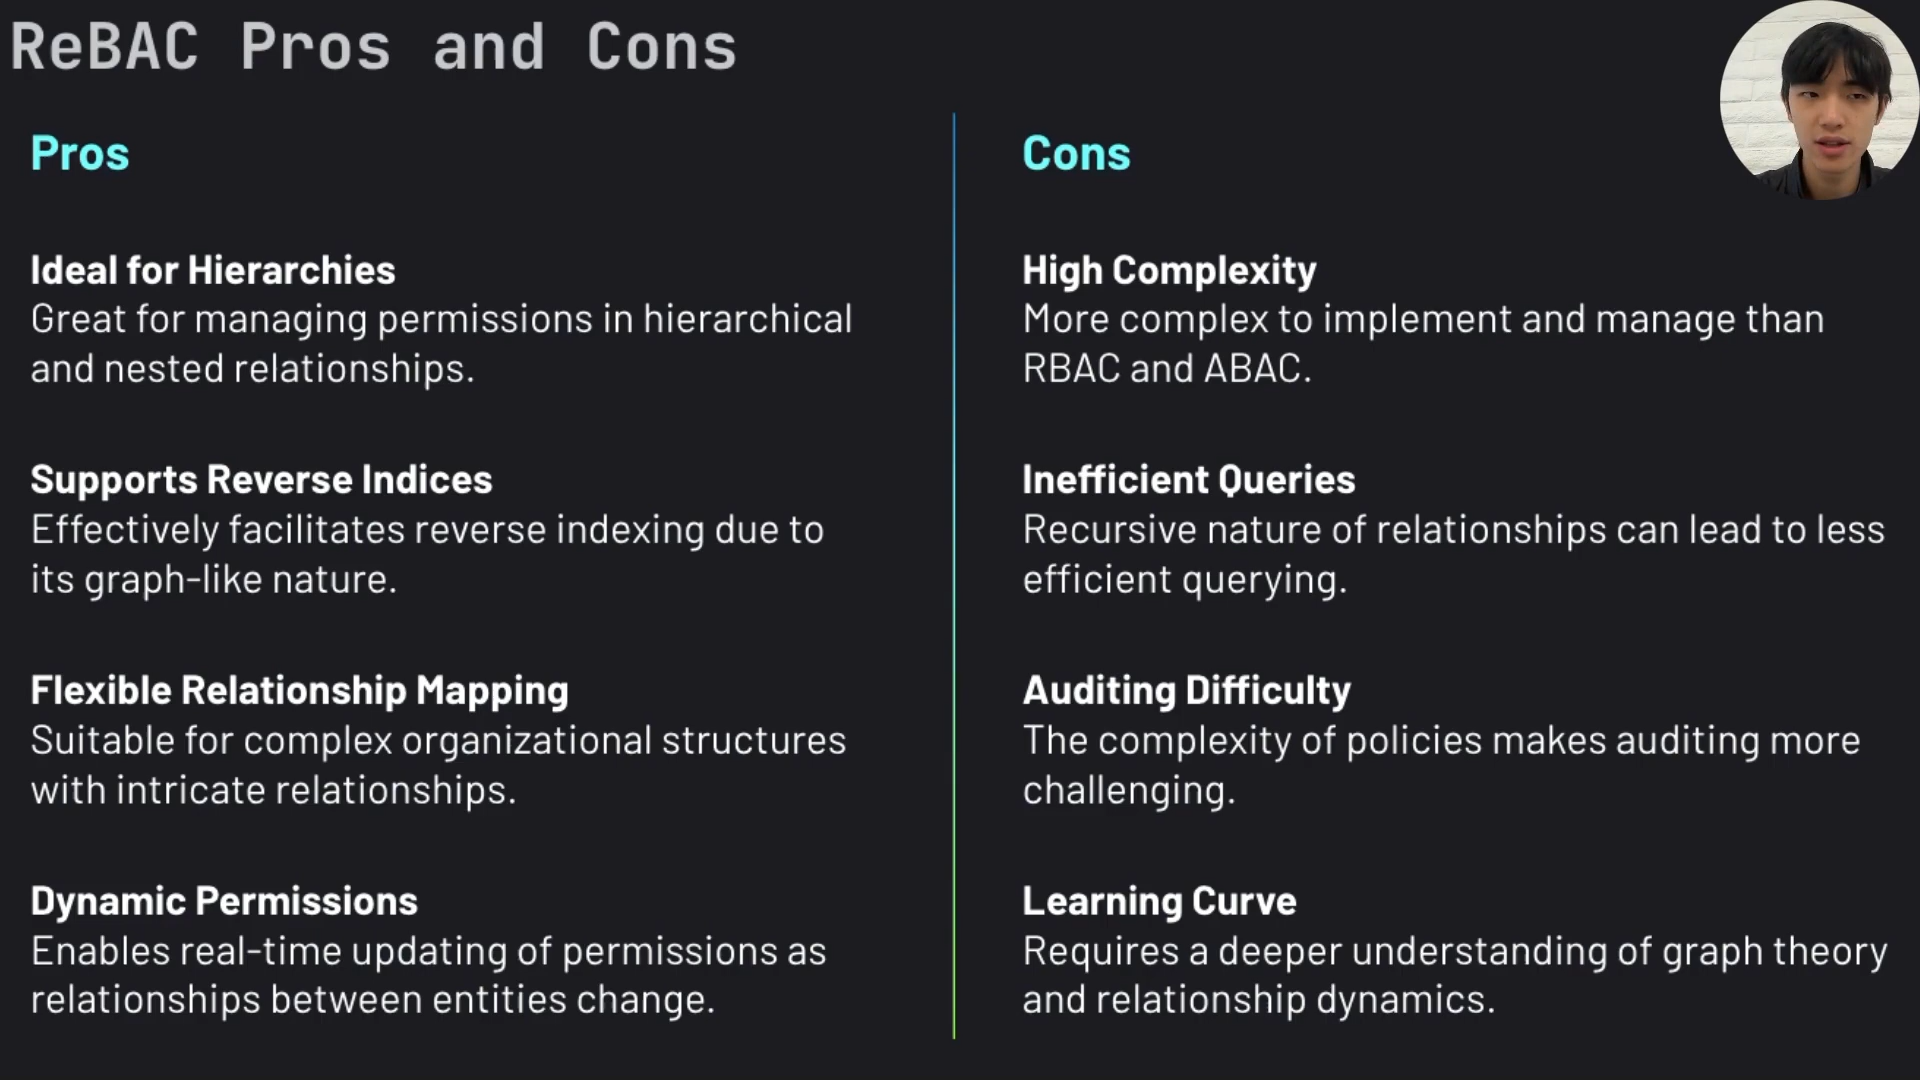 ReBAC Pros and Cons
Pros
Ideal for Hierarchies
Great for managing permissions in hierarchical
and nested relationships.
Supports Reverse Indices
Effectively facilitates reverse indexing due to
its graph-like nature.
Flexible Relationship Mapping
Suitable for complex organizational structures
with intricate relationships.
Dynamic Permissions
Enables real-time updating of permissions as
relationships between entities change.
Cons
High Complexity
More complex to implement and manage than
RBAC and ABAC.
Inefficient Queries
Recursive nature of relationships can lead to less
efficient querying.
Auditing Difficulty
The complexity of policies makes auditing more
challenging.
Learning Curve
Requires a deeper understanding of graph theory
and relationship dynamics.